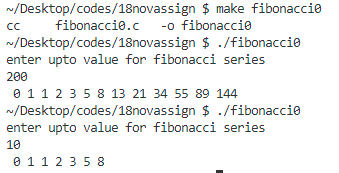 ~/Desktop/codes/18novassign $ make fibonacci0
cc     fibonacci0.c   -o fibonacci0
~/Desktop/codes/18novassign $ ./fibonacci0
enter upto value for fibonacci series
200
 0 1 1 2 3 5 8 13 21 34 55 89 144
~/Desktop/codes/18novassign $ ./fibonacci0
enter upto value for fibonacci series
10
 0 1 1 2 3 5 8